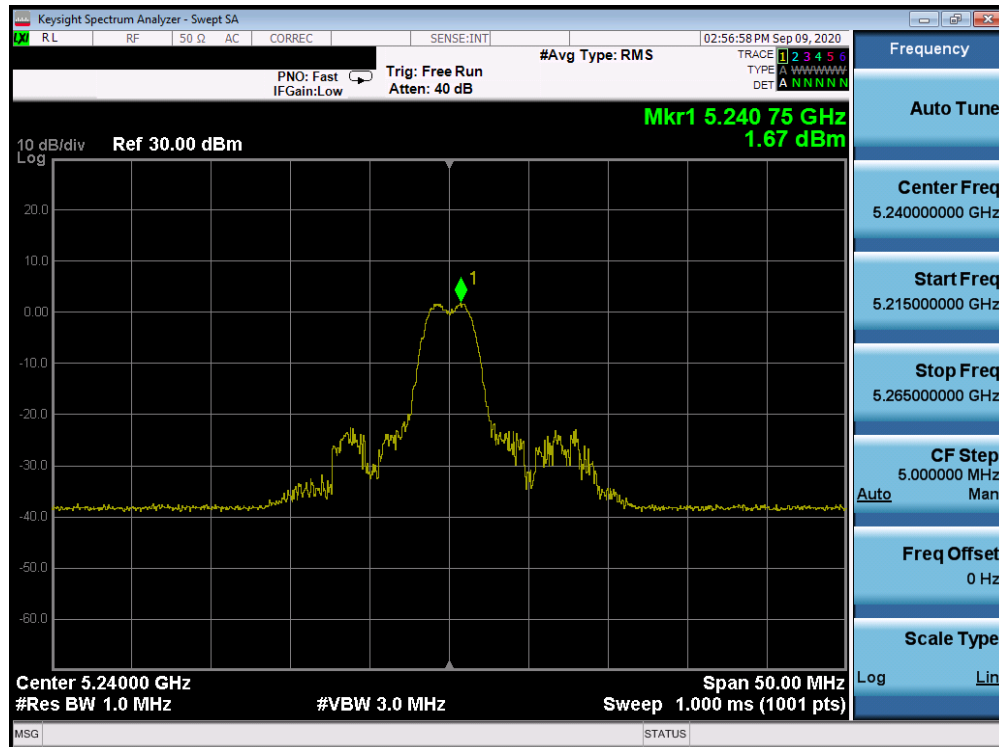 Keysight Spectrum Analyzer - Swept SA
LXI RL RF 50 Ω AC CORREC SENSE:INT 02:56:58 PM Sep 09, 2020
#Avg Type: RMS TRACE 1 2 3 4 5 6
PNO: Fast Trig: Free Run TYPE A WWWWW
IFGain:Low Atten: 40 dB DET A N N N N N
Mkr1 5.240 75 GHz
1.67 dBm
10 dB/div Ref 30.00 dBm
Log
1
20.0
10.0
0.00
-10.0
-20.0
-30.0
-40.0
-50.0
-60.0
Center 5.24000 GHz Span 50.00 MHz
#Res BW 1.0 MHz #VBW 3.0 MHz Sweep 1.000 ms (1001 pts)
MSG STATUS
Frequency
Auto Tune
Center Freq
5.240000000 GHz
Start Freq
5.215000000 GHz
Stop Freq
5.265000000 GHz
CF Step
5.000000 MHz
Auto Man
Freq Offset
0 Hz
Scale Type
Log Lin